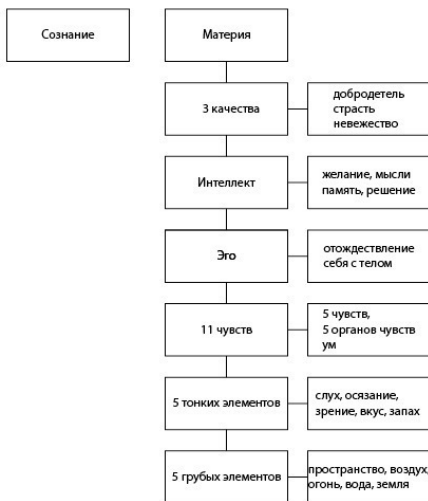 Сознание
Материя
3 качества
добродетель
страсть
невежество
Интеллект
желание, мысли
память, решение
Эго
отождествление
себя с телом
11 чувств
5 чувств,
5 органов чувств
ум
5 тонких элементов
слух, осязание,
зрение, вкус, запах
5 грубых элементов
пространство, воздух,
огонь, вода, земля